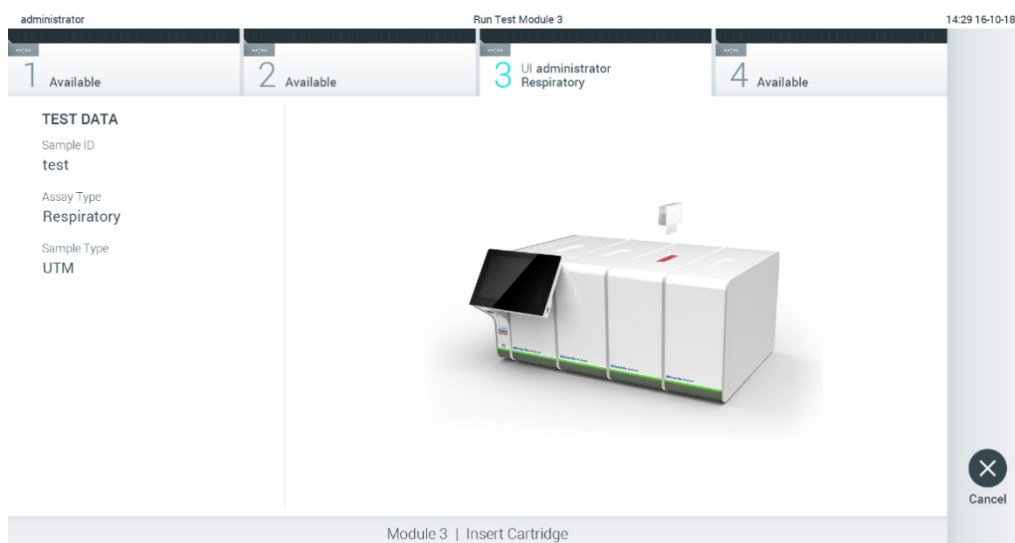 administrator
Run Test Module 3
14:29 16-10-18
--:--
--:--
--:--
--:--
1 Available
2 Available
3 UI administrator
Respiratory
4 Available
TEST DATA
Sample ID
test
Assay Type
Respiratory
Sample Type
UTM
Cancel
Module 3 | Insert Cartridge